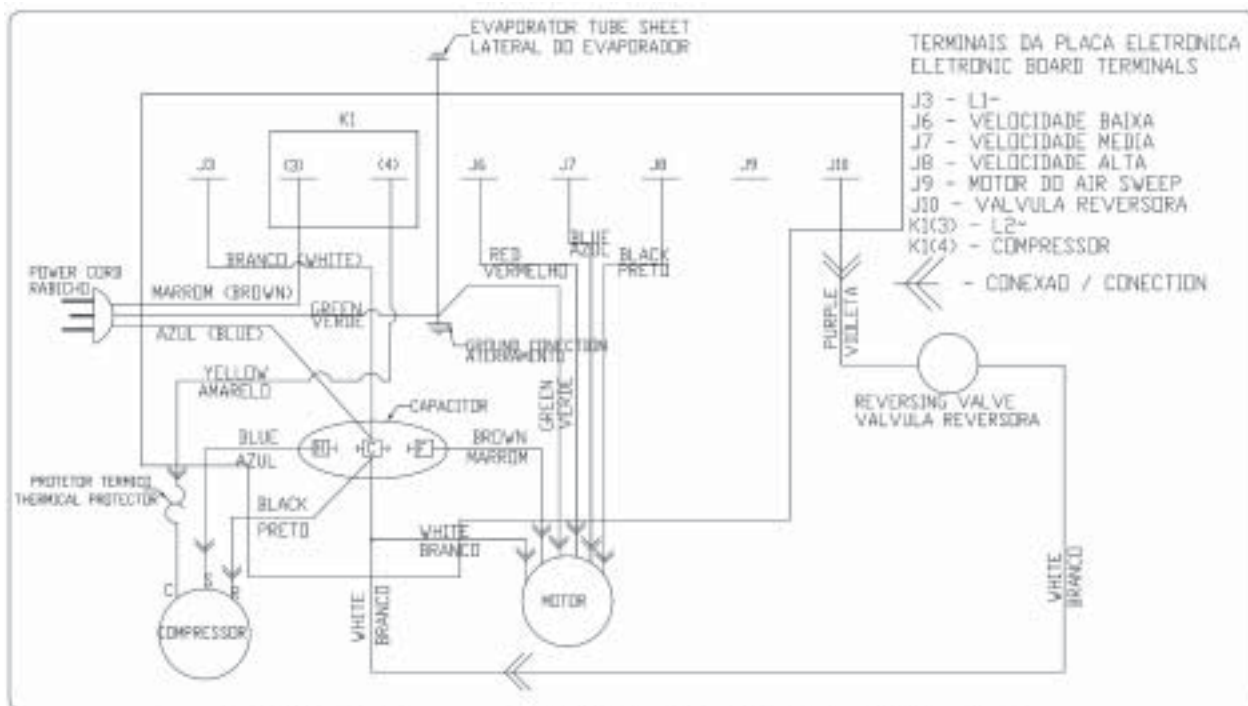 EVAPORATOR TUBE SHEET
LATERAL DO EVAPORADOR
TERMINAIS DA PLACA ELETRONICA
ELETRONIC BOARD TERMINALS
J3 - L1~
J6 - VELOCIDADE BAIXA
J7 - VELOCIDADE MEDIA
J8 - VELOCIDADE ALTA
J9 - MOTOR DO AIR SWEEP
J10 - VALVULA REVERSORA
K1(3) - L2~
K1(4) - COMPRESSOR
- CONEXAO / CONECTION
K1
J3
(3)
(4)
J6
J7
J8
J9
J10
BRANCO (WHITE)
RED
VERMELHO
BLUE
AZUL
BLACK
PRETO
POWER CORD
RABICHO
MARROM (BROWN)
GREEN
VERDE
AZUL (BLUE)
GROUND CONECTION
ATERRAMENTO
PURPLE
VIOLETA
YELLOW
AMARELO
CAPACITOR
GREEN
VERDE
REVERSING VALVE
VALVULA REVERSORA
BLUE
AZUL
H
C
F
BROWN
MARROM
PROTETOR TERMICO
THERMICAL PROTECTOR
BLACK
PRETO
WHITE
BRANCO
C
S
R
COMPRESSOR
MOTOR
WHITE
BRANCO
WHITE
BRANCO